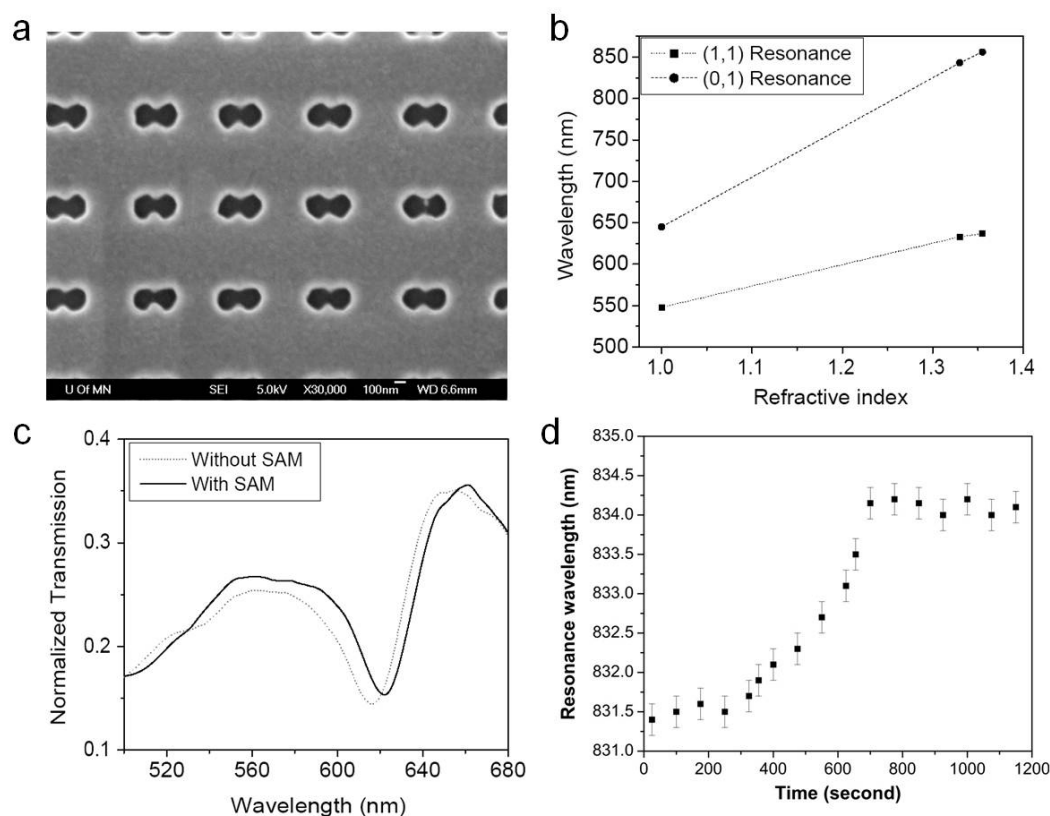 a
U Of MN SEI 5.0kV X30,000 100nm WD 6.6mm
b
(1,1) Resonance
(0,1) Resonance
850
800
750
700
650
600
550
500
Wavelength (nm)
1.0 1.1 1.2 1.3 1.4
Refractive index
c
Without SAM
With SAM
0.4
0.3
0.2
0.1
Normalized Transmission
520 560 600 640 680
Wavelength (nm)
d
835.0
834.5
834.0
833.5
833.0
832.5
832.0
831.5
831.0
Resonance wavelength (nm)
0 200 400 600 800 1000 1200
Time (second)